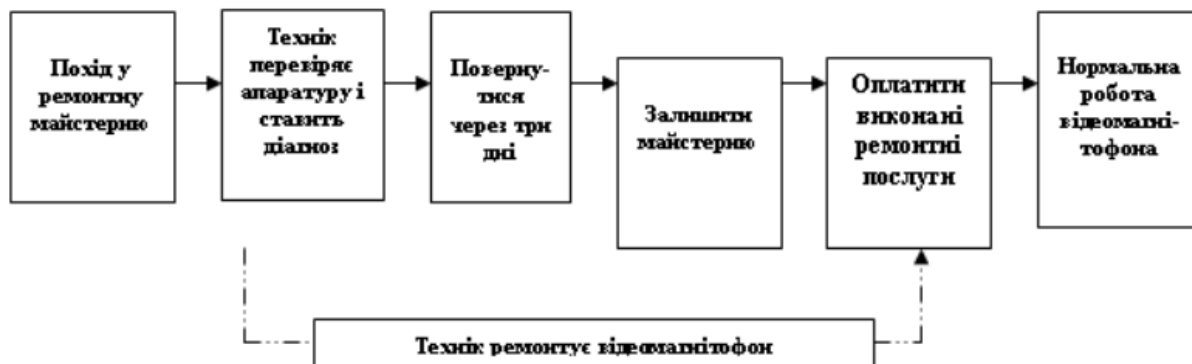 Похід у
ремонтну
майстерню
Технік
перевіряє
апаратуру і
ставить
діагноз
Поверну-
тися
через три
дні
Залишити
майстерню
Оплатити
виконані
ремонтні
послуги
Нормальна
робота
відеомагні-
тофона
Технік ремонтує відеомагнітофон